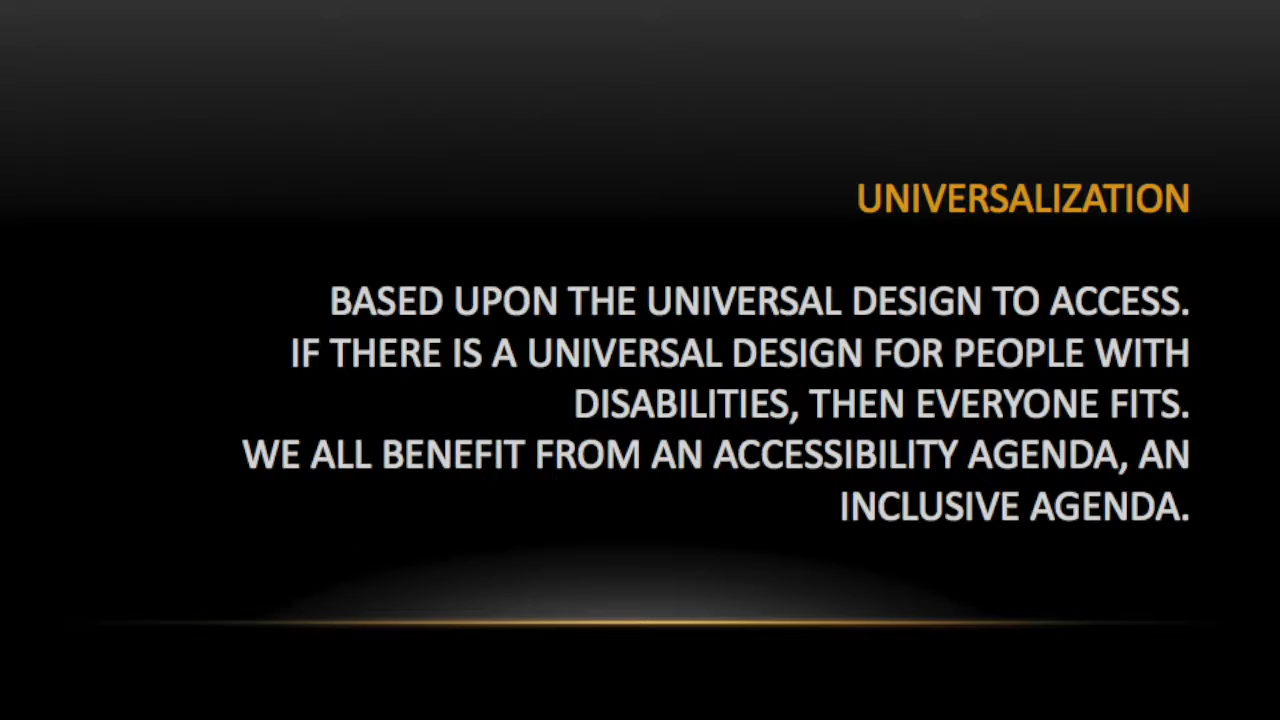 UNIVERSALIZATION
BASED UPON THE UNIVERSAL DESIGN TO ACCESS.
IF THERE IS A UNIVERSAL DESIGN FOR PEOPLE WITH
DISABILITIES, THEN EVERYONE FITS.
WE ALL BENEFIT FROM AN ACCESSIBILITY AGENDA, AN
INCLUSIVE AGENDA.